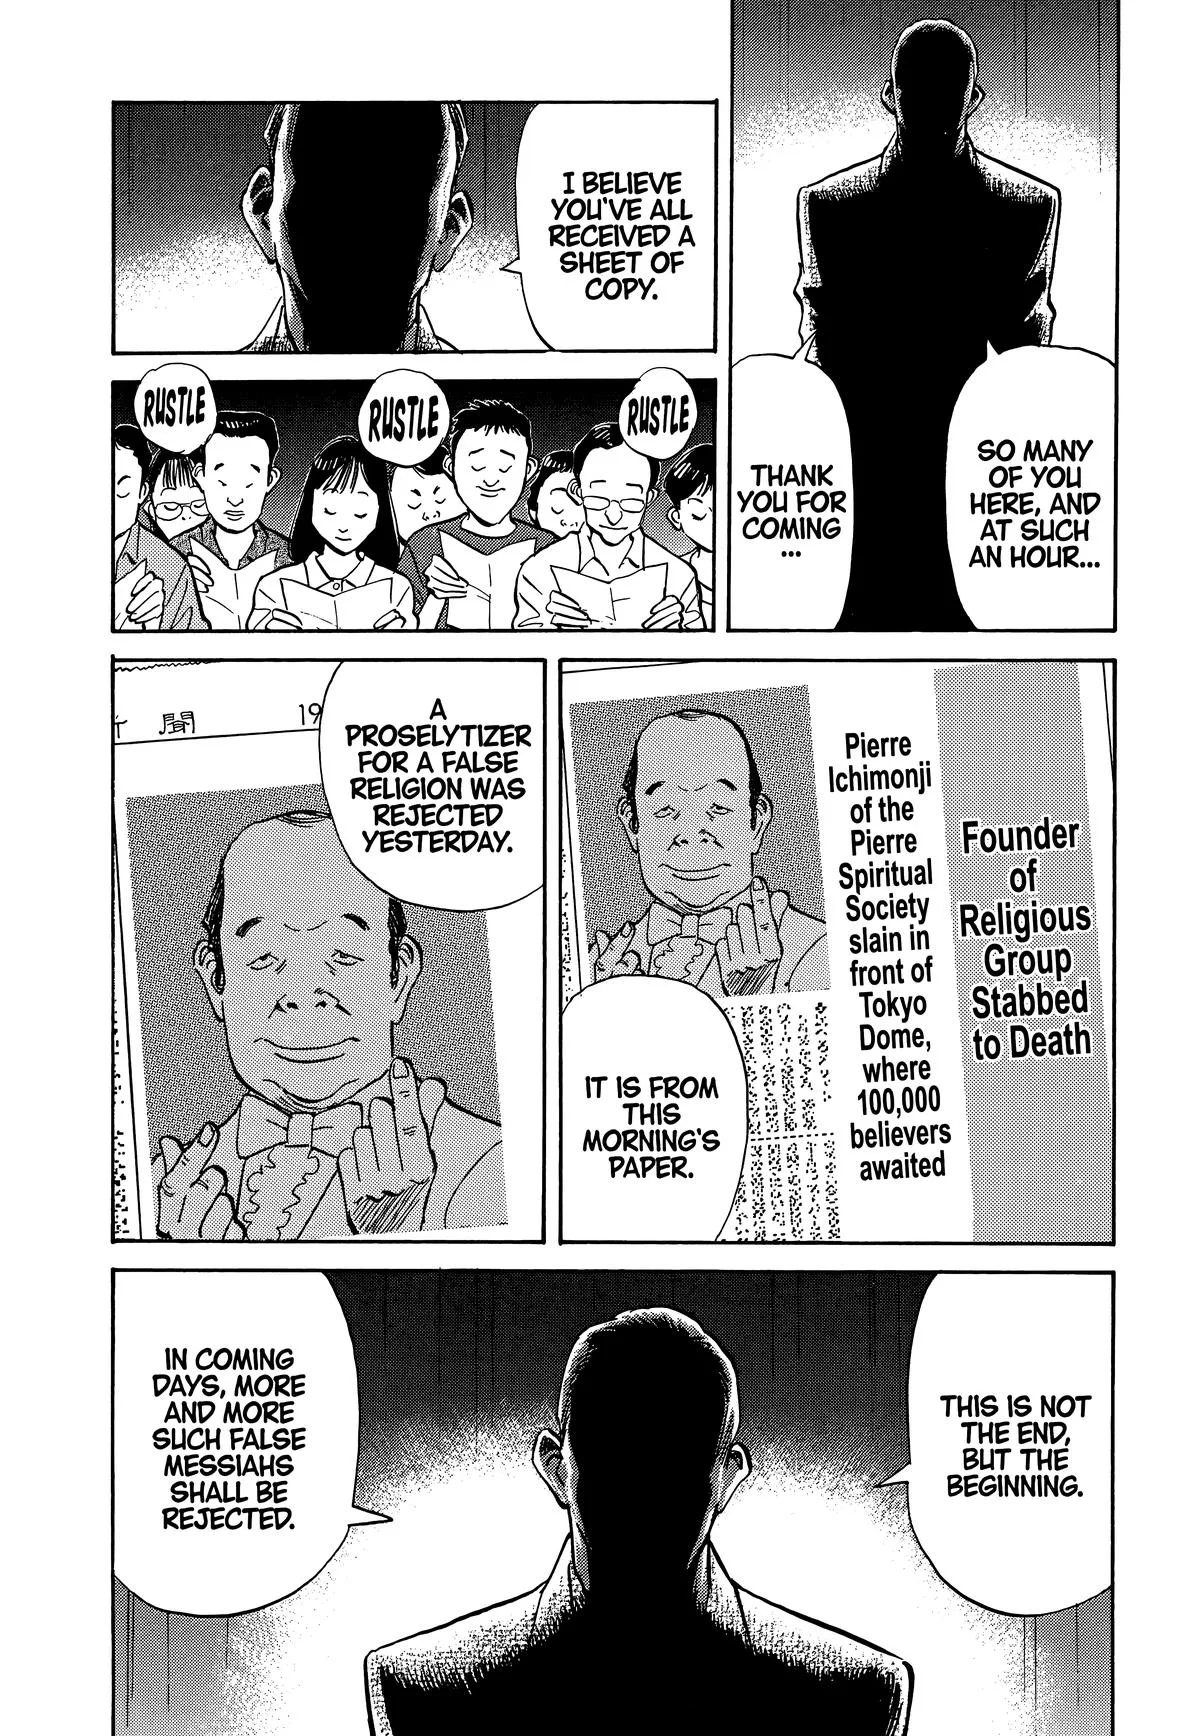 SO MANY
OF YOU
HERE, AND
AT SUCH
AN HOUR...
THANK
YOU FOR
COMING
...
I BELIEVE
YOU'VE ALL
RECEIVED A
SHEET OF
COPY.
RUSTLE
RUSTLE
RUSTLE
Founder
of
Religious
Group
Stabbed
to Death
Pierre
Ichimonji
of the
Pierre
Spiritual
Society
slain in
front of
Tokyo
Dome,
where
100,000
believers
awaited
IT IS FROM
THIS
MORNING'S
PAPER.
聞 19
A
PROSELYTIZER
FOR A FALSE
RELIGION WAS
REJECTED
YESTERDAY.
THIS IS NOT
THE END,
BUT THE
BEGINNING.
IN COMING
DAYS, MORE
AND MORE
SUCH FALSE
MESSIAHS
SHALL BE
REJECTED.